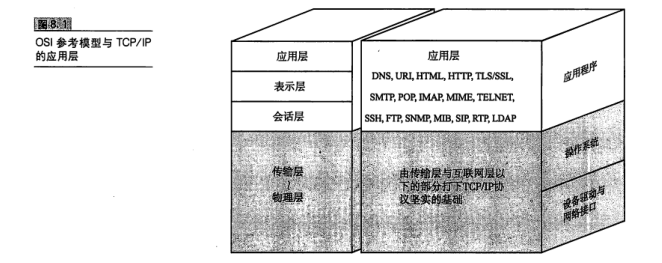 图8.1
OSI 参考模型与 TCP/IP
的应用层
应用层
表示层
会话层
传输层
~
物理层
应用层
DNS, URI, HTML, HTTP, TLS/SSL,
SMTP, POP, IMAP, MIME, TELNET,
SSH, FTP, SNMP, MIB, SIP, RTP, LDAP
由传输层与互联网层以
下的部分打下TCP/IP协
议坚实的基础
应用程序
操作系统
设备驱动与
网络接口